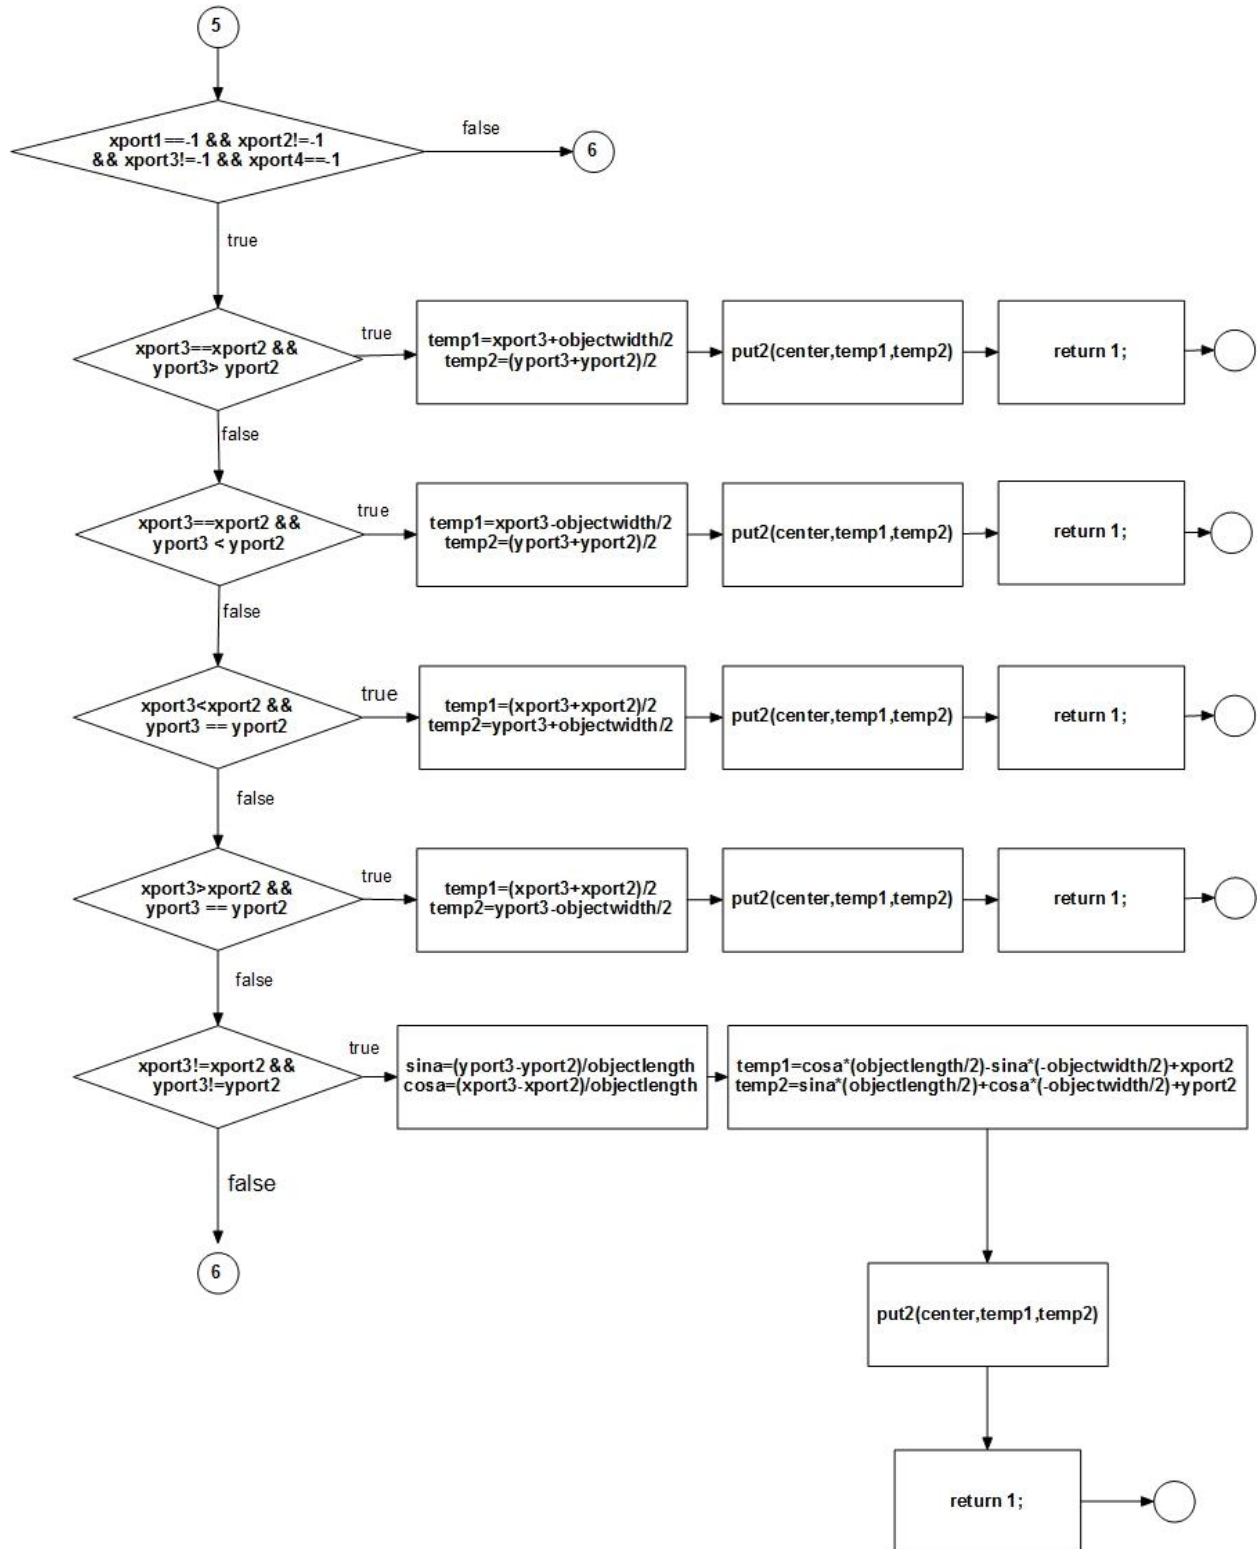 5
xport1==-1 && xport2!=-1
&& xport3!=-1 && xport4==-1
false
6
true
xport3==xport2 &&
yport3> yport2
true
temp1=xport3+objectwidth/2
temp2=(yport3+yport2)/2
put2(center,temp1,temp2)
return 1;
false
xport3==xport2 &&
yport3 < yport2
true
temp1=xport3-objectwidth/2
temp2=(yport3+yport2)/2
put2(center,temp1,temp2)
return 1;
false
xport3<xport2 &&
yport3 == yport2
true
temp1=(xport3+xport2)/2
temp2=yport3+objectwidth/2
put2(center,temp1,temp2)
return 1;
false
xport3>xport2 &&
yport3 == yport2
true
temp1=(xport3+xport2)/2
temp2=yport3-objectwidth/2
put2(center,temp1,temp2)
return 1;
false
xport3!=xport2 &&
yport3!=yport2
true
sina=(yport3-yport2)/objectlength
cosa=(xport3-xport2)/objectlength
temp1=cosa*(objectlength/2)-sina*(-objectwidth/2)+xport2
temp2=sina*(objectlength/2)+cosa*(-objectwidth/2)+yport2
false
6
put2(center,temp1,temp2)
return 1;